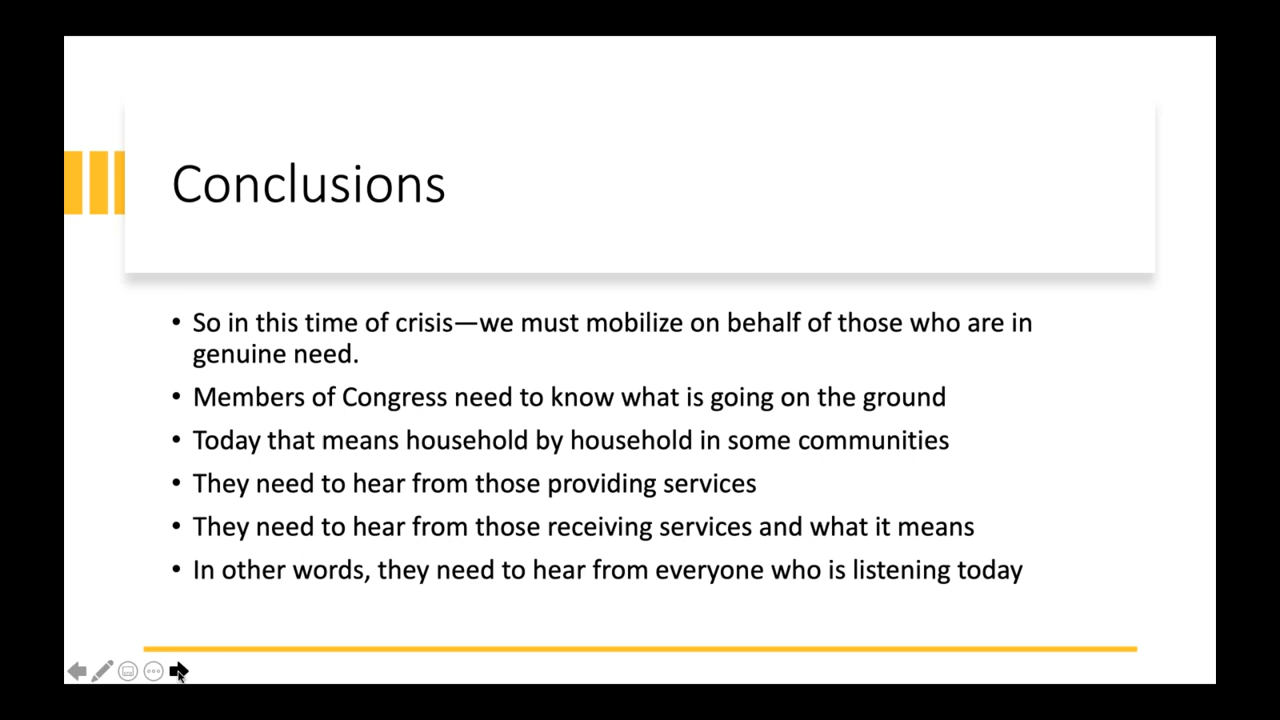 Conclusions
• So in this time of crisis—we must mobilize on behalf of those who are in
genuine need.
• Members of Congress need to know what is going on the ground
• Today that means household by household in some communities
• They need to hear from those providing services
• They need to hear from those receiving services and what it means
• In other words, they need to hear from everyone who is listening today